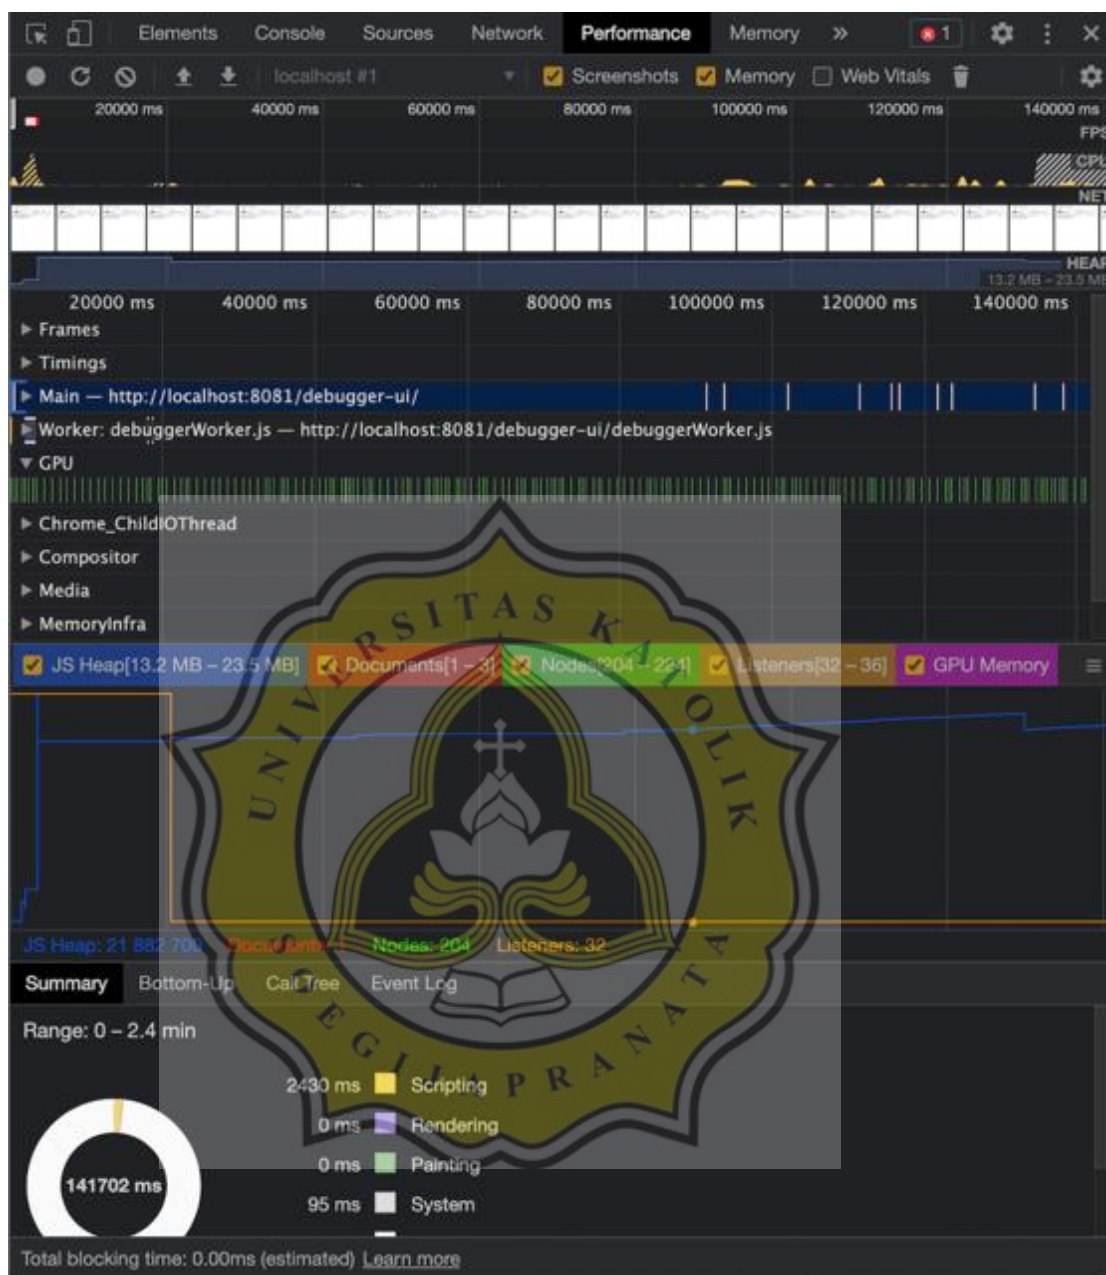 Elements Console Sources Network Performance Memory » 1
localhost #1 Screenshots Memory Web Vitals
20000 ms 40000 ms 60000 ms 80000 ms 100000 ms 120000 ms 140000 ms
FPS
CPU
NET
HEAP
13.2 MB – 23.5 MB
20000 ms 40000 ms 60000 ms 80000 ms 100000 ms 120000 ms 140000 ms
Frames
Timings
Main — http://localhost:8081/debugger-ui/
Worker: debuggerWorker.js — http://localhost:8081/debugger-ui/debuggerWorker.js
GPU
Chrome_ChildIOThread
Compositor
Media
MemoryInfra
JS Heap[13.2 MB – 23.5 MB] Documents[1 – 3] Nodes[204 – 224] Listeners[32 – 36] GPU Memory
UNIVERSITAS KATOLIK
SOEGIJAPRANATA
JS Heap: 21 882 700 Documents: 1 Nodes: 204 Listeners: 32
Summary Bottom-Up Call Tree Event Log
Range: 0 – 2.4 min
2430 ms Scripting
0 ms Rendering
0 ms Painting
141702 ms
95 ms System
Total blocking time: 0.00ms (estimated) Learn more